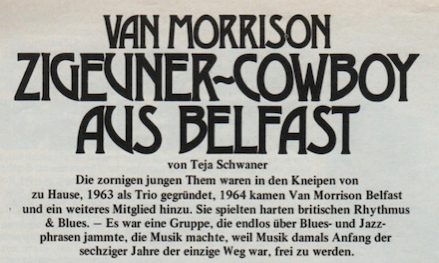 VAN MORRISON
ZIGEUNER-COWBOY
AUS BELFAST
von Teja Schwaner
Die zornigen jungen Them waren in den Kneipen von
zu Hause, 1963 als Trio gegründet, 1964 kamen Van Morrison Belfast
und ein weiteres Mitglied hinzu. Sie spielten harten britischen Rhythmus
& Blues. — Es war eine Gruppe, die endlos über Blues- und Jazz-
phrasen jammte, die Musik machte, weil Musik damals Anfang der
sechziger Jahre der einzige Weg war, frei zu werden.